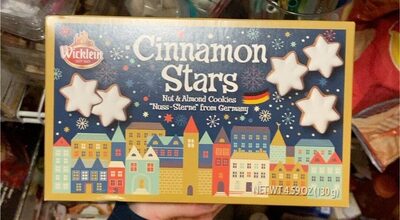 Wicklein
Cinnamon
Stars
Nut & Almond Cookies
"Nuss-Sterne" from Germany
NET WT 4.59 OZ (130g)